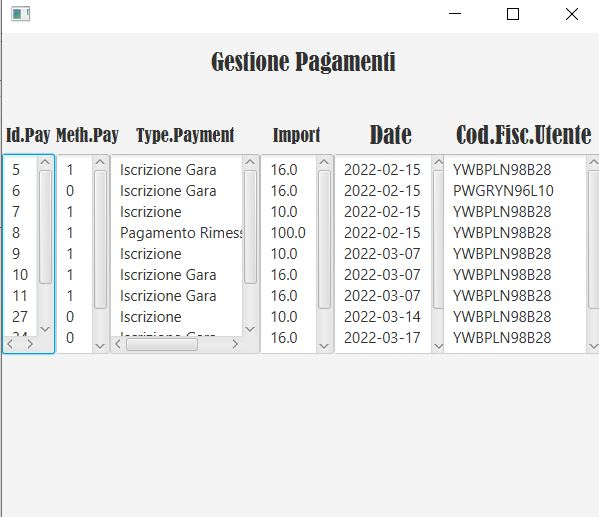 Gestione Pagamenti
Id.Pay Meth.Pay Type.Payment Import Date Cod.Fisc.Utente
5 1 Iscrizione Gara 16.0 2022-02-15 YWBPLN98B28
6 0 Iscrizione Gara 16.0 2022-02-15 PWGRYN96L10
7 1 Iscrizione 10.0 2022-02-15 YWBPLN98B28
8 1 Pagamento Rimess 100.0 2022-02-15 YWBPLN98B28
9 1 Iscrizione 10.0 2022-03-07 YWBPLN98B28
10 1 Iscrizione Gara 16.0 2022-03-07 YWBPLN98B28
11 1 Iscrizione Gara 16.0 2022-03-07 YWBPLN98B28
27 0 Iscrizione 10.0 2022-03-14 YWBPLN98B28
0 Iscrizione Gara 16.0 2022-03-17 YWBPLN98B28